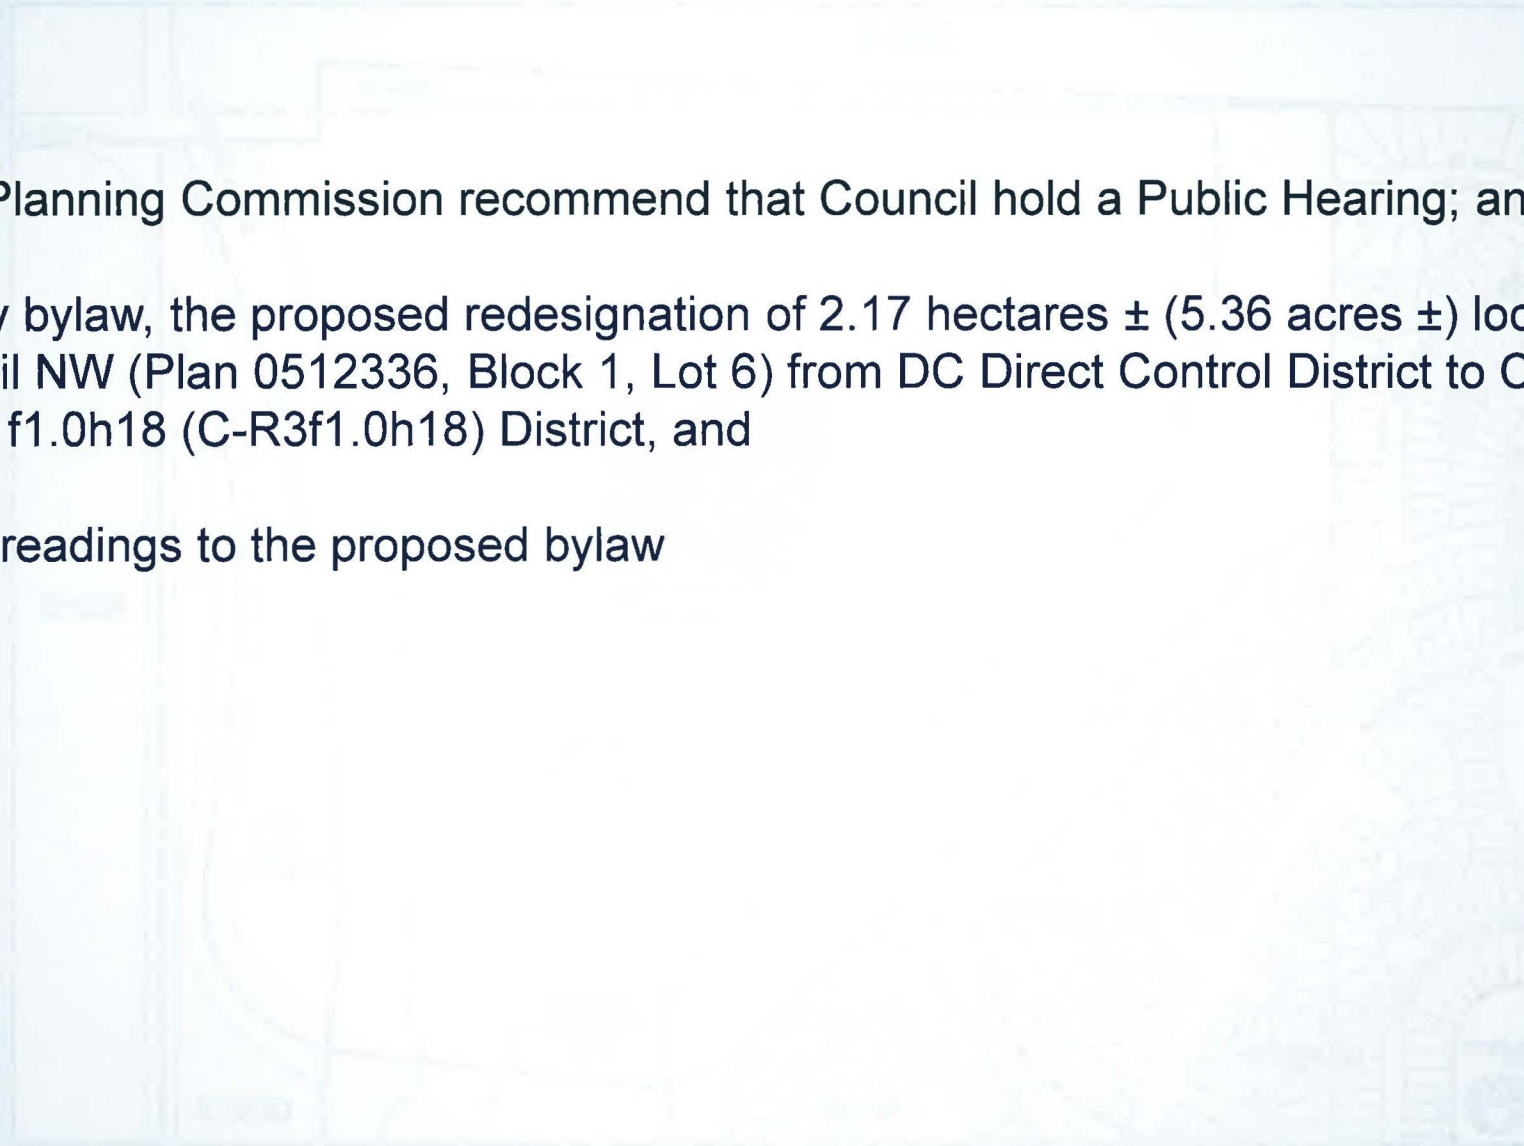 Planning Commission recommend that Council hold a Public Hearing; an
bylaw, the proposed redesignation of 2.17 hectares ± (5.36 acres ±) loc
il NW (Plan 0512336, Block 1, Lot 6) from DC Direct Control District to C
f1.0h18 (C-R3f1.0h18) District, and
readings to the proposed bylaw